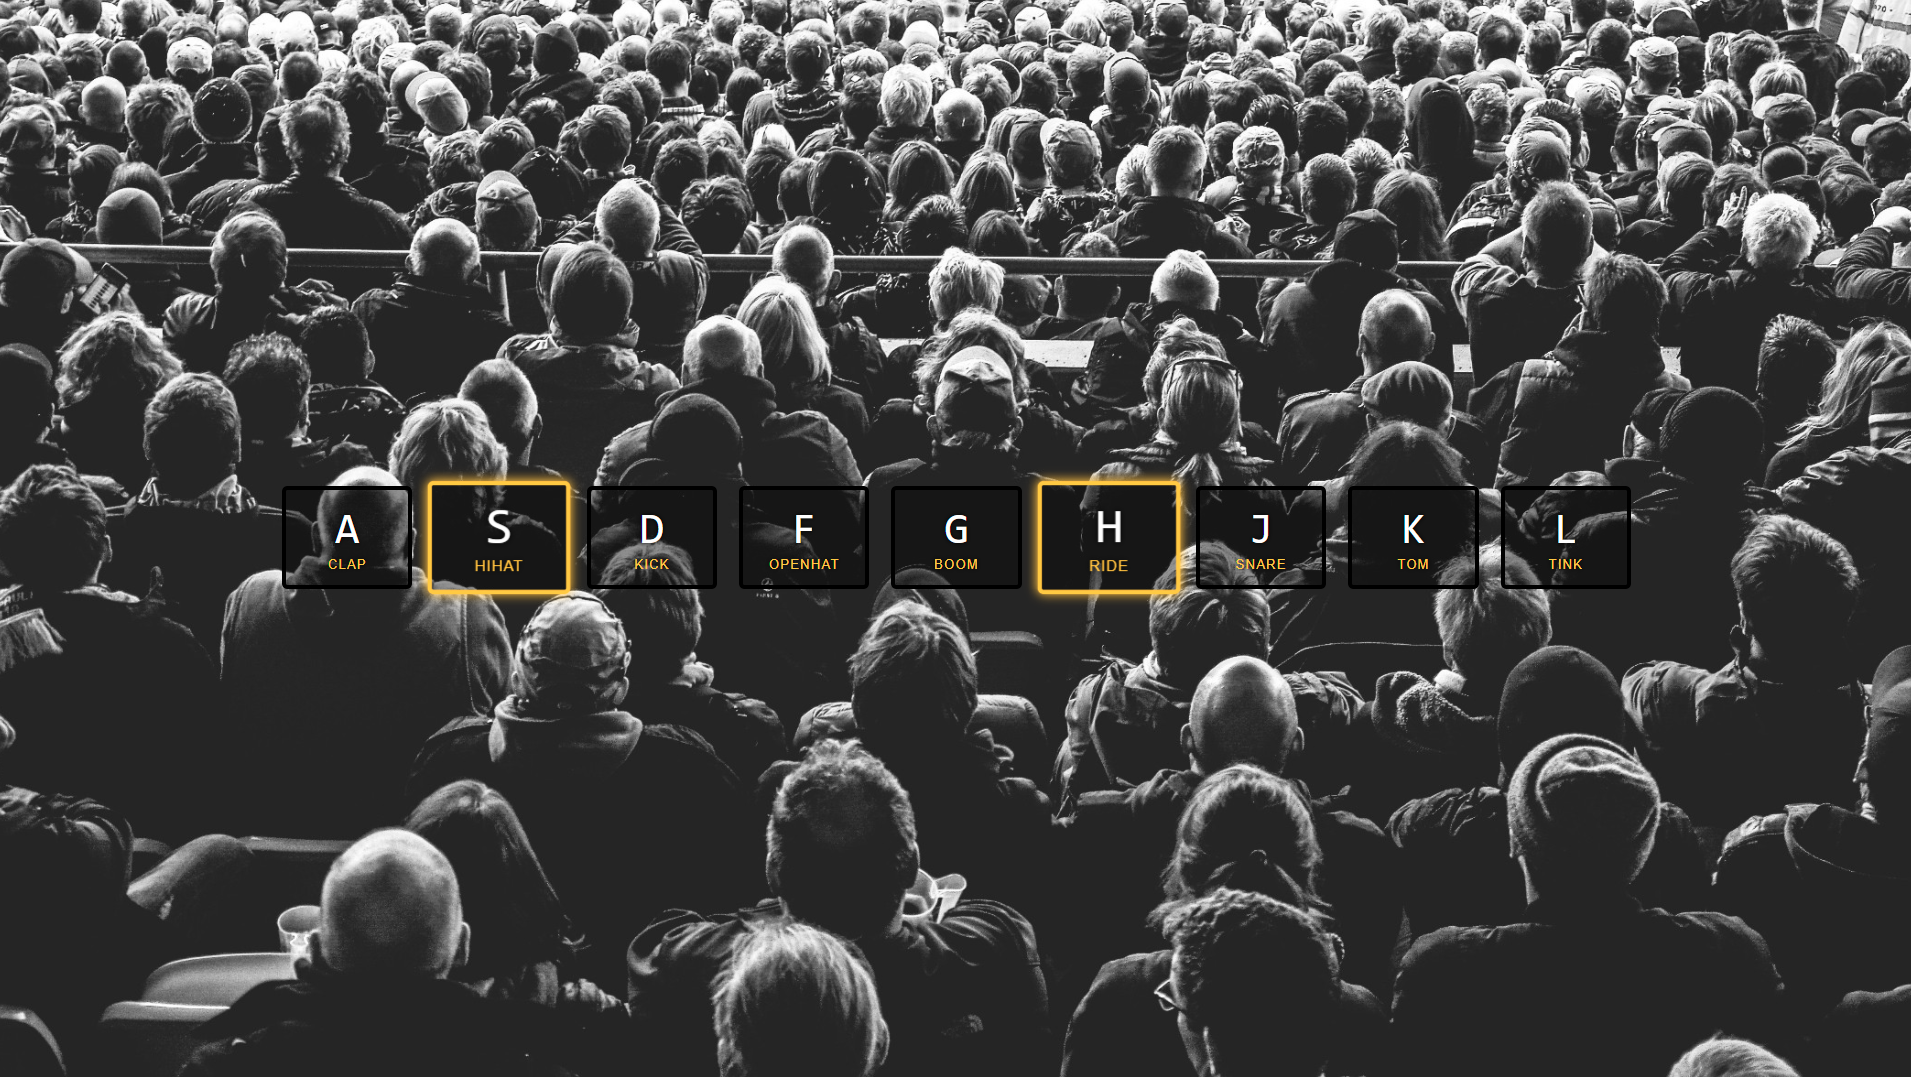 A
CLAP
S
HIHAT
D
KICK
F
OPENHAT
G
BOOM
H
RIDE
J
SNARE
K
TOM
L
TINK